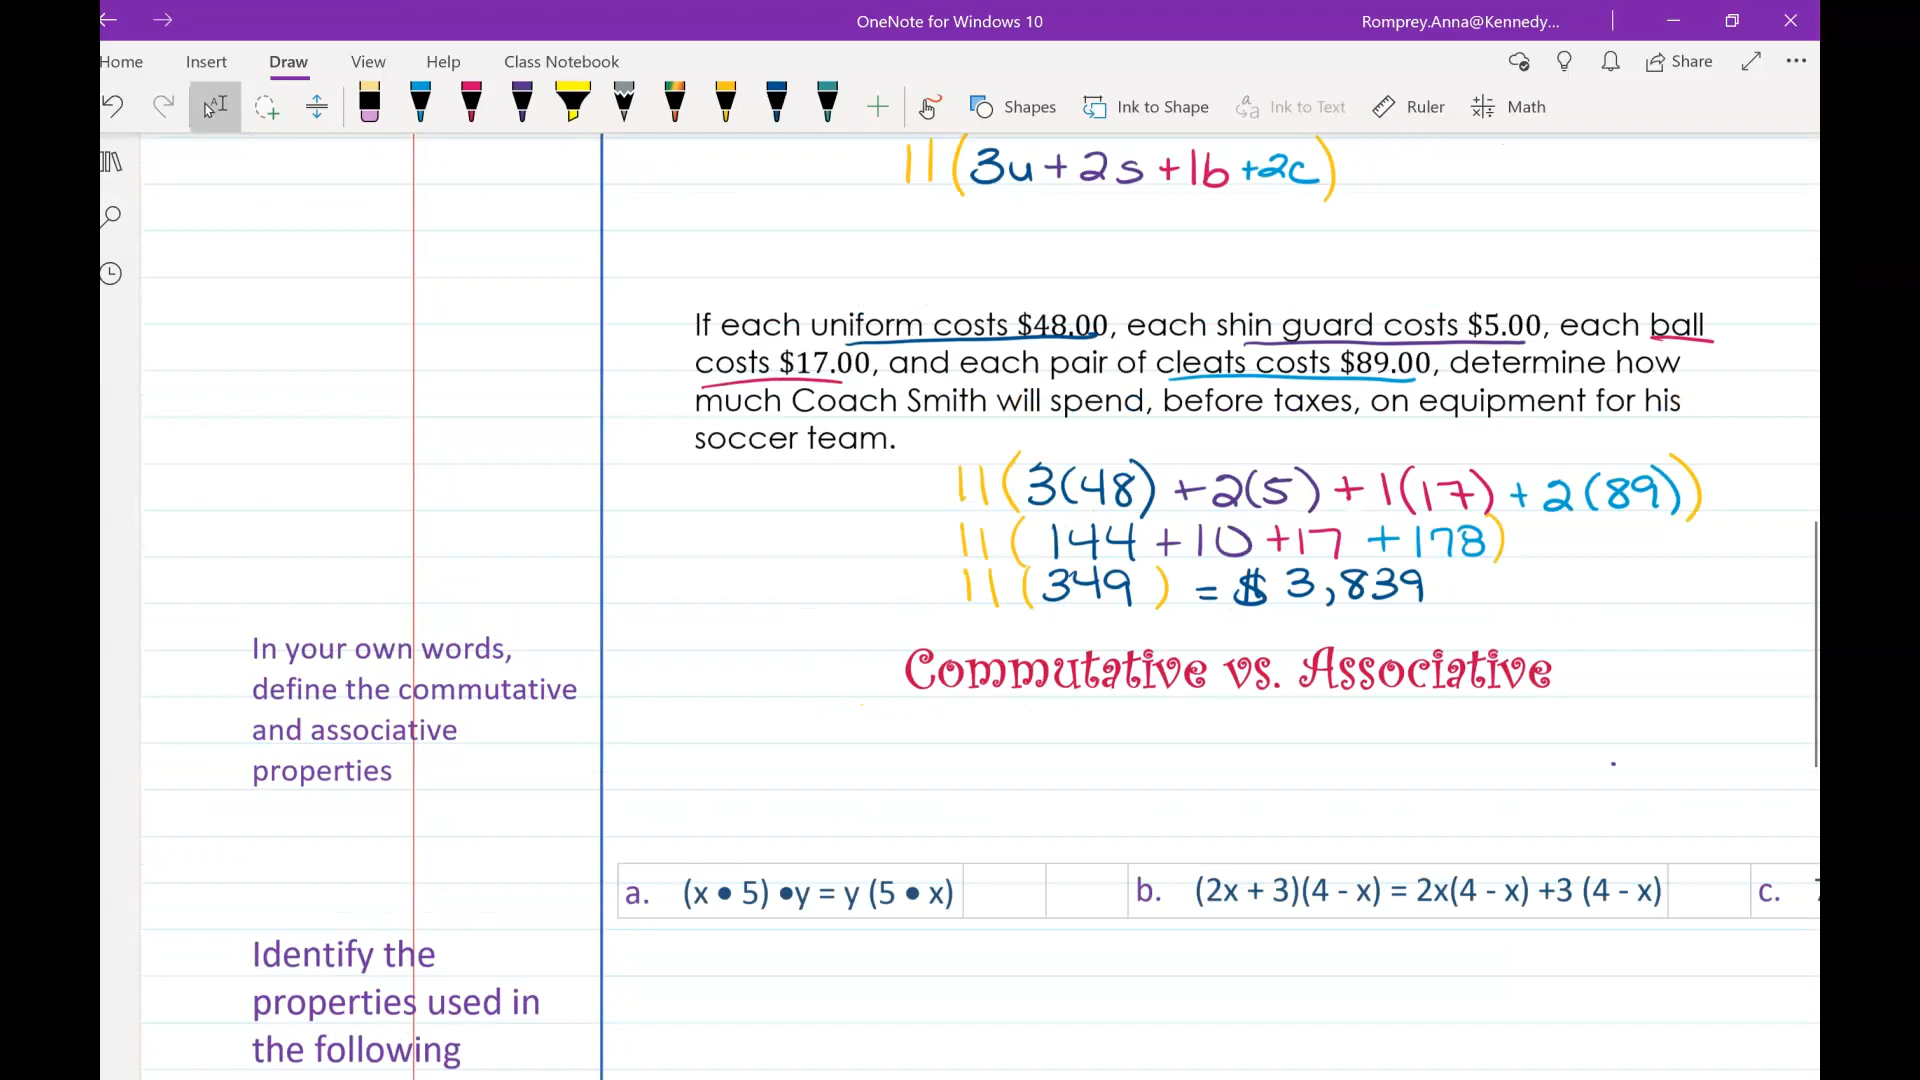 OneNote for Windows 10
Romprey.Anna@Kennedy...
Home Insert Draw View Help Class Notebook
Share
Shapes Ink to Shape Ink to Text Ruler Math
11(3u+2s+1b+2c)
If each uniform costs $48.00, each shin guard costs $5.00, each ball
costs $17.00, and each pair of cleats costs $89.00, determine how
much Coach Smith will spend, before taxes, on equipment for his
soccer team.
11(3(48)+2(5)+1(17)+2(89))
11(144+10+17+178)
11(349)=$3,839
Commutative vs. Associative
In your own words,
define the commutative
and associative
properties
a. (x • 5) •y = y (5 • x) b. (2x + 3)(4 - x) = 2x(4 - x) +3 (4 - x) c.
Identify the
properties used in
the following